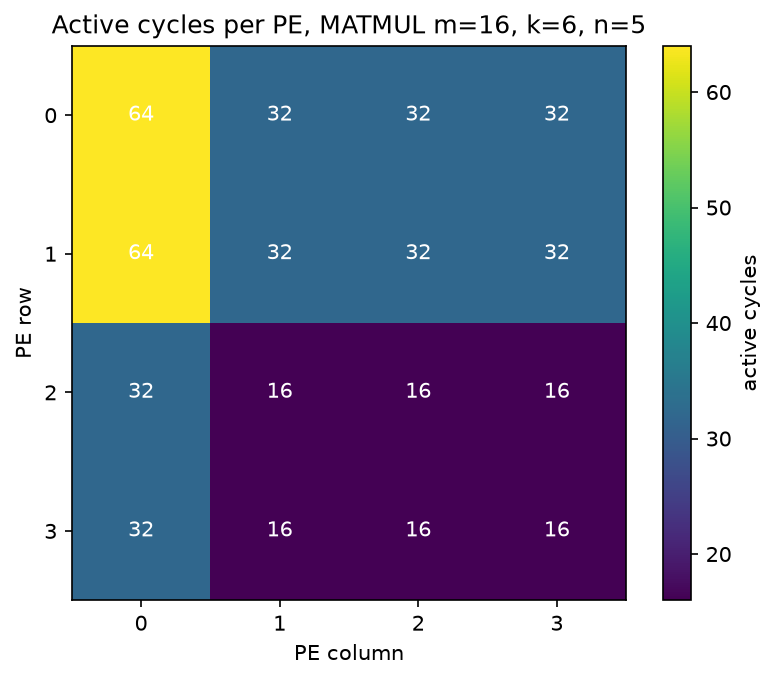 Active cycles per PE, MATMUL m=16, k=6, n=5
PE row
0
64 32 32 32
1
64 32 32 32
2
32 16 16 16
3
32 16 16 16
0 1 2 3
PE column
60
50
40
30
20
active cycles